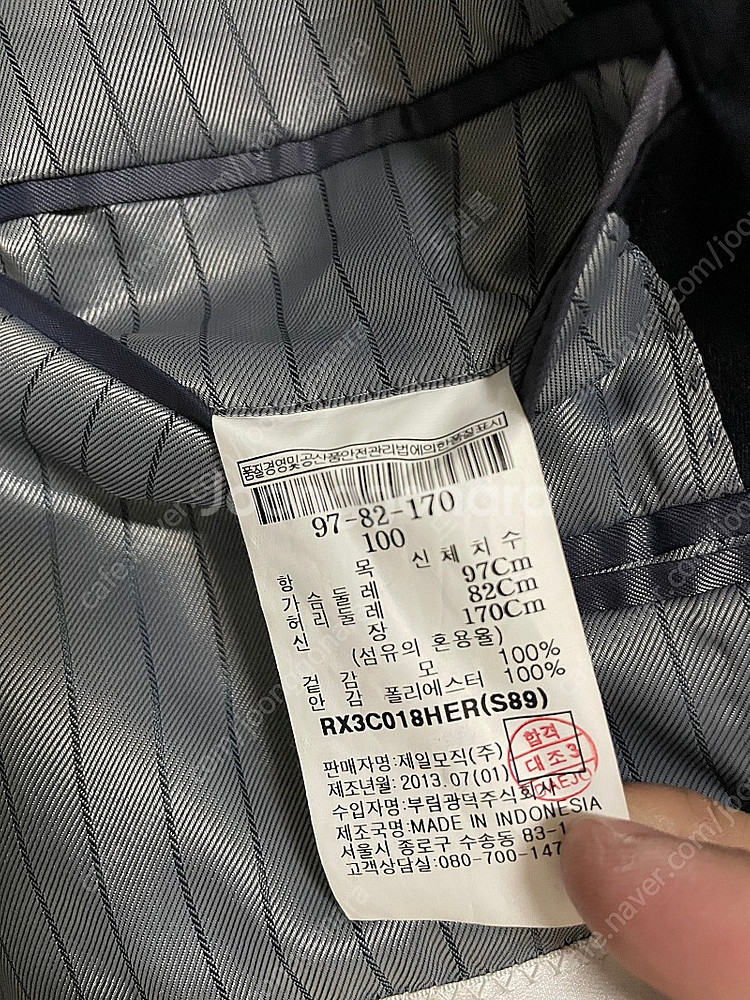 품질경영및공산품안전관리법에의한품질표시
97-82-170
100
항 목 신체치수
가슴둘레 97Cm
허리둘레 82Cm
신 장 170Cm
(섬유의 혼용율)
겉 감 모 100%
안 감 폴리에스터 100%
RX3C018HER(S89)
판매자명:제일모직(주)
제조년월:2013.07(01)
수입자명:부림광덕주식회사
제조국명:MADE IN INDONESIA
서울시 종로구 수송동 83-1
고객상담실:080-700-147
합격
대조3
DAEJO
Joonggonara